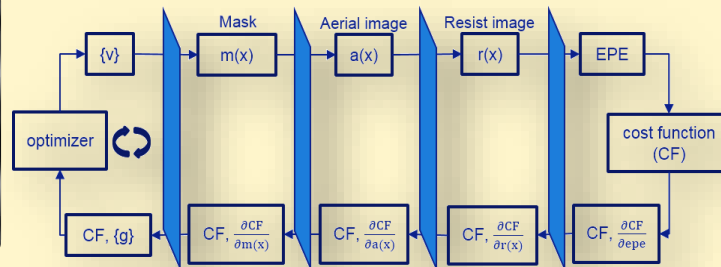 Mask
Aerial image
Resist image
{v}
m(x)
a(x)
r(x)
EPE
optimizer
cost function
(CF)
CF, {g}
CF, ∂CF/∂m(x)
CF, ∂CF/∂a(x)
CF, ∂CF/∂r(x)
CF, ∂CF/∂epe